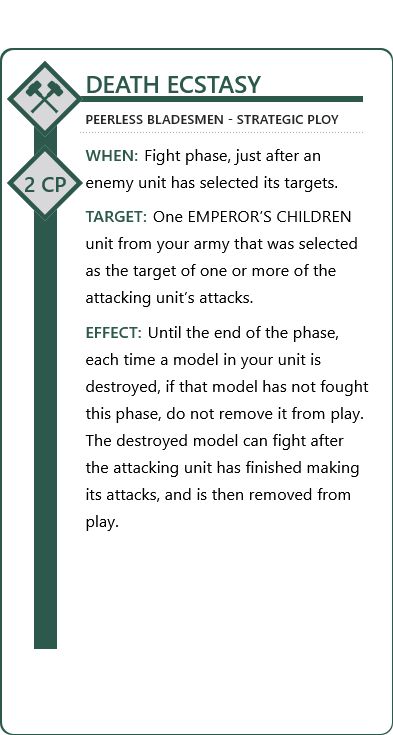 DEATH ECSTASY
PEERLESS BLADESMEN - STRATEGIC PLOY
2 CP
WHEN: Fight phase, just after an
enemy unit has selected its targets.
TARGET: One EMPEROR’S CHILDREN
unit from your army that was selected
as the target of one or more of the
attacking unit’s attacks.
EFFECT: Until the end of the phase,
each time a model in your unit is
destroyed, if that model has not fought
this phase, do not remove it from play.
The destroyed model can fight after
the attacking unit has finished making
its attacks, and is then removed from
play.